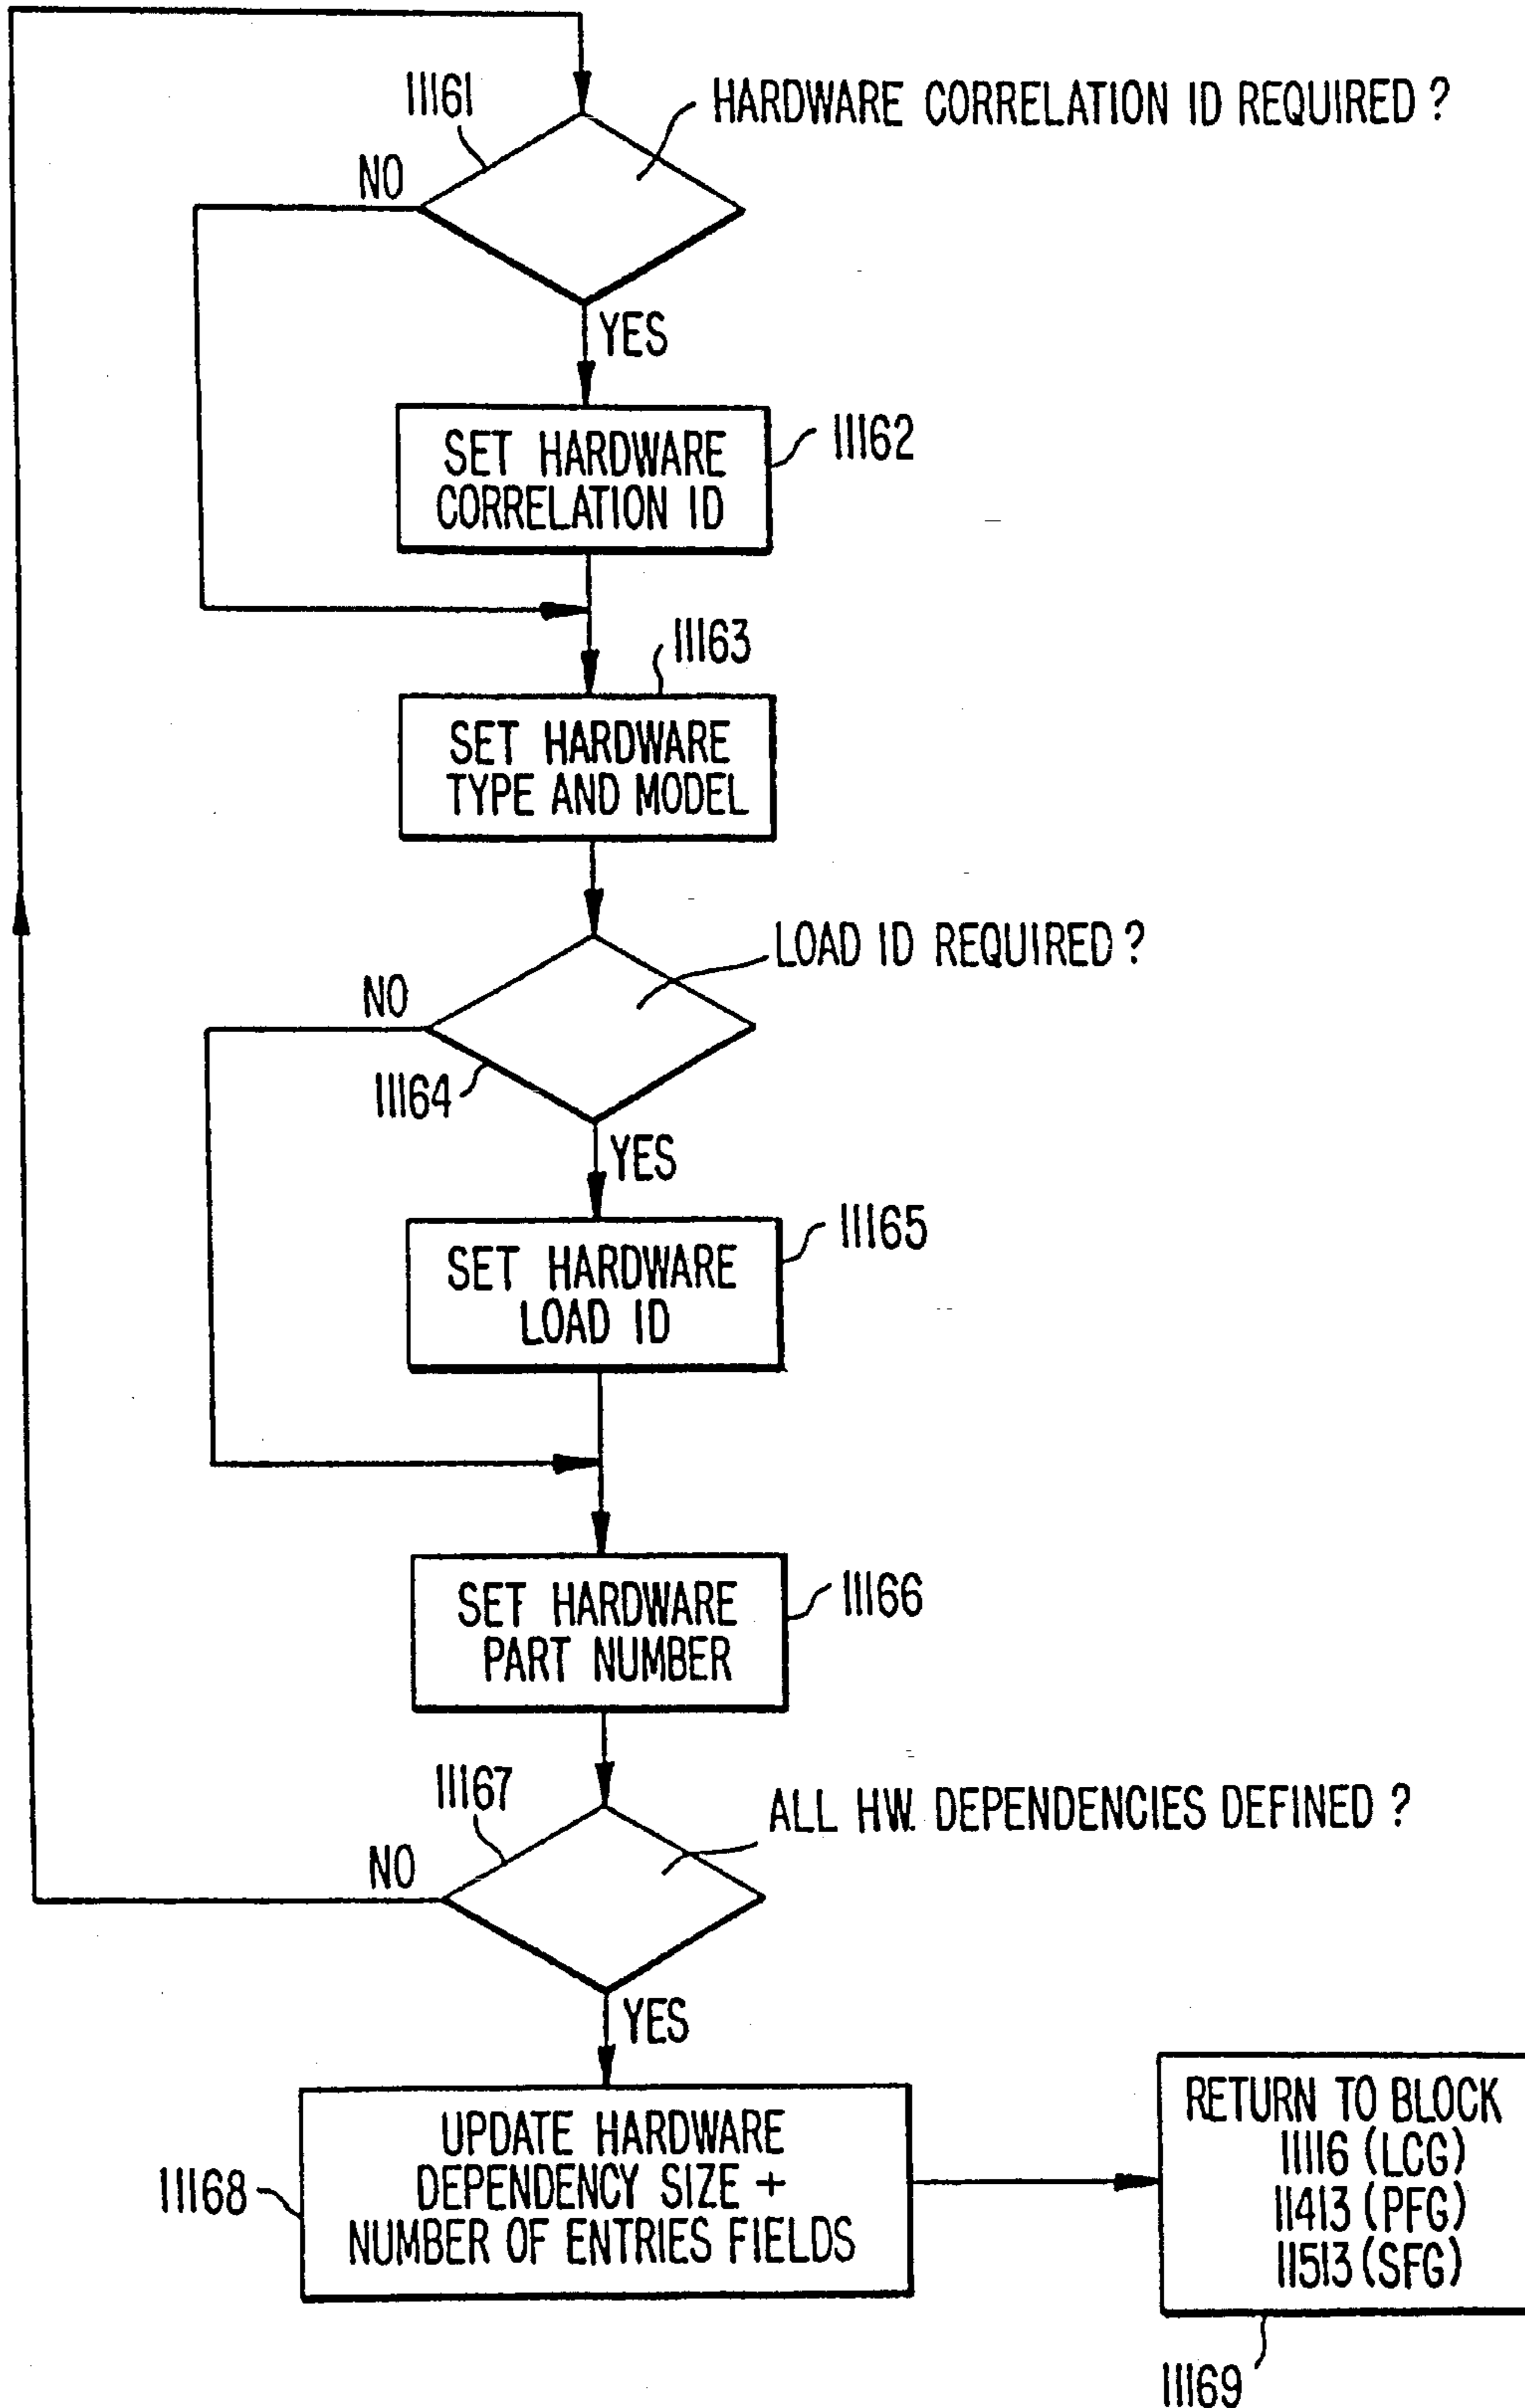 11161
HARDWARE CORRELATION ID REQUIRED ?
NO
YES
SET HARDWARE
CORRELATION ID
11162
11163
SET HARDWARE
TYPE AND MODEL
LOAD ID REQUIRED ?
NO
11164
YES
SET HARDWARE
LOAD ID
11165
SET HARDWARE
PART NUMBER
11166
11167
ALL HW. DEPENDENCIES DEFINED ?
NO
YES
UPDATE HARDWARE
DEPENDENCY SIZE +
NUMBER OF ENTRIES FIELDS
11168
RETURN TO BLOCK
11116 (LCG)
11413 (PFG)
11513 (SFG)
11169